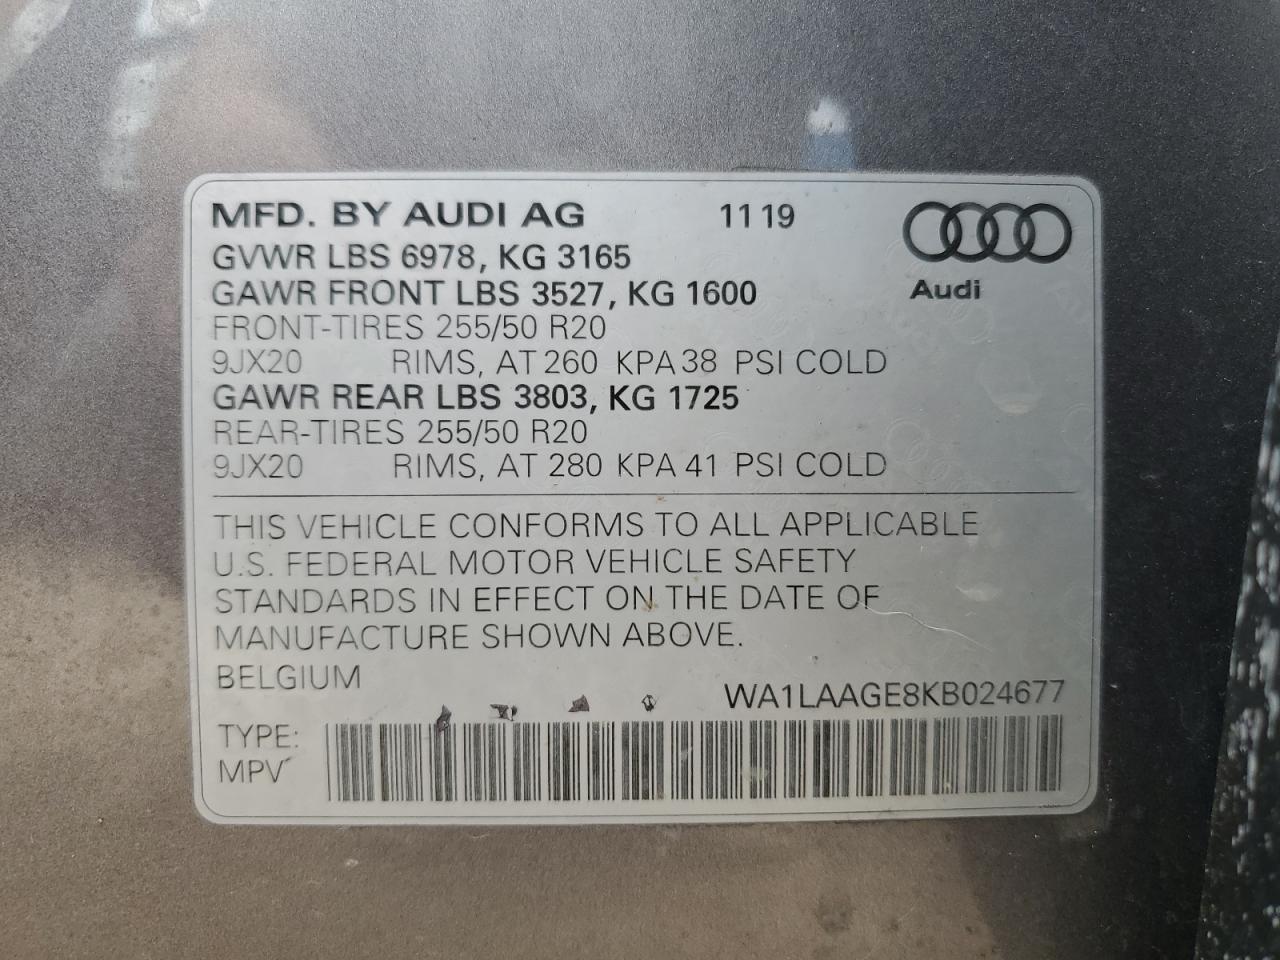 MFD. BY AUDI AG 11 19
GVWR LBS 6978, KG 3165
GAWR FRONT LBS 3527, KG 1600
Audi
FRONT-TIRES 255/50 R20
9JX20 RIMS, AT 260 KPA 38 PSI COLD
GAWR REAR LBS 3803, KG 1725
REAR-TIRES 255/50 R20
9JX20 RIMS, AT 280 KPA 41 PSI COLD
THIS VEHICLE CONFORMS TO ALL APPLICABLE
U.S. FEDERAL MOTOR VEHICLE SAFETY
STANDARDS IN EFFECT ON THE DATE OF
MANUFACTURE SHOWN ABOVE.
BELGIUM
WA1LAAGE8KB024677
TYPE:
MPV